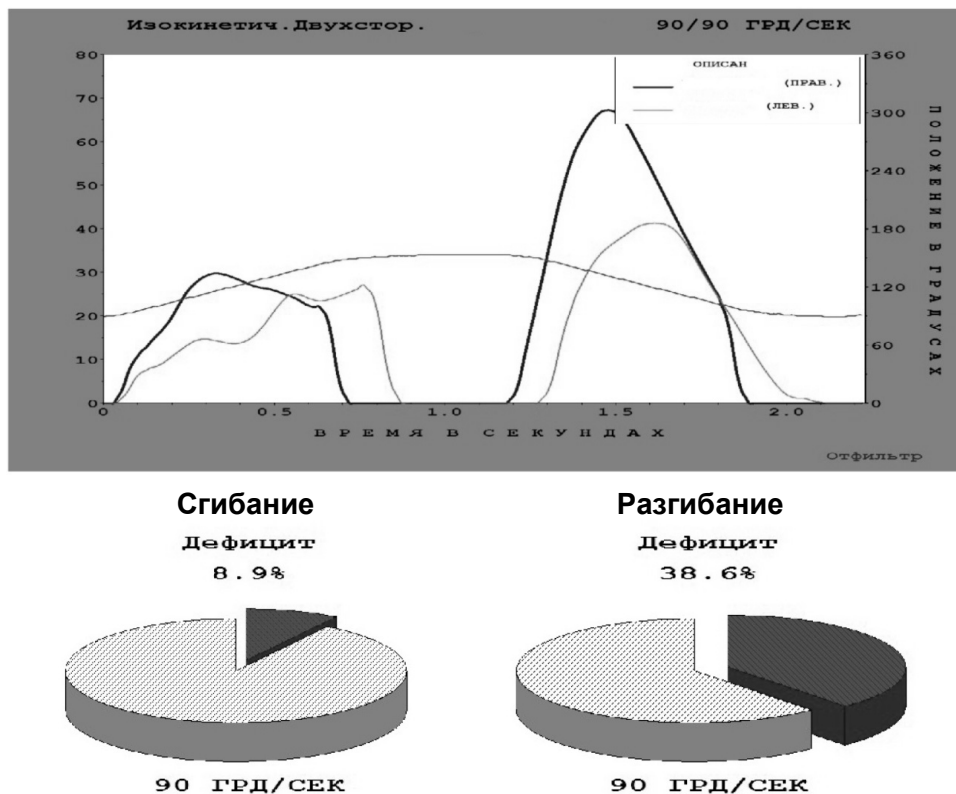 Изокинетич.Двухстор. 90/90 ГРД/СЕК
80 360
ОПИСАН
70 (ПРАВ.) 300
(ЛЕВ.)
60
50 240
40 180
30 120
20
10 60
0 0
0 0.5 1.0 1.5 2.0
ВРЕМЯ В СЕКУНДАХ
ПОЛОЖЕНИЕ В ГРАДУСАХ
Отфильтр
Сгибание Разгибание
Дефицит Дефицит
8.9% 38.6%
90 ГРД/СЕК 90 ГРД/СЕК